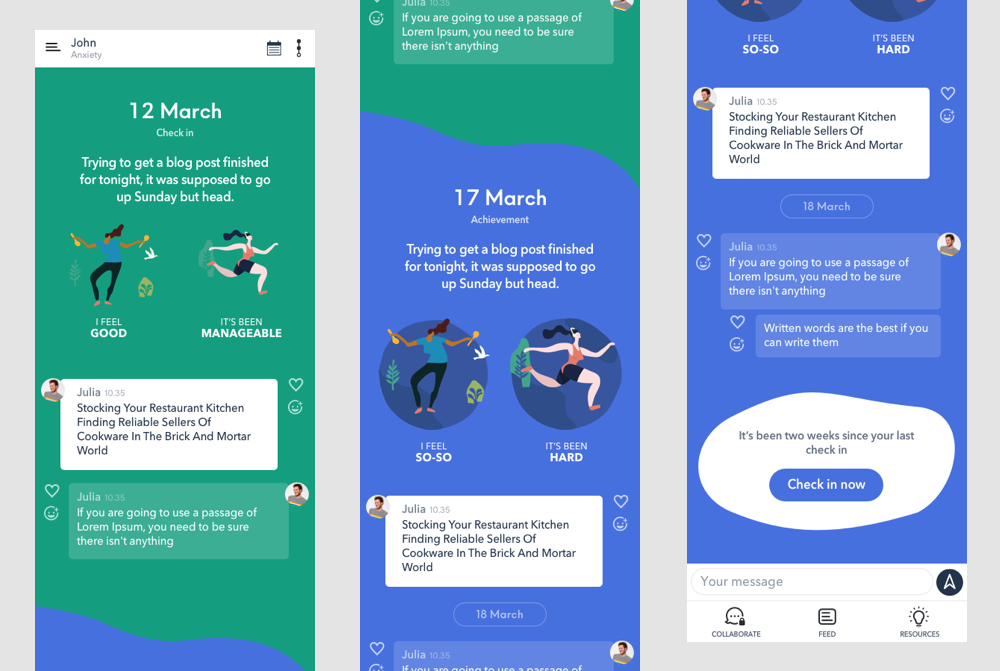 John
Anxiety
12 March
Check in
Trying to get a blog post finished
for tonight, it was supposed to go
up Sunday but head.
I FEEL
GOOD
IT'S BEEN
MANAGEABLE
Julia 10.35
Stocking Your Restaurant Kitchen
Finding Reliable Sellers Of
Cookware In The Brick And Mortar
World
Julia 10.35
If you are going to use a passage of
Lorem Ipsum, you need to be sure
there isn't anything
Julia 10.35
If you are going to use a passage of
Lorem Ipsum, you need to be sure
there isn't anything
17 March
Achievement
Trying to get a blog post finished
for tonight, it was supposed to go
up Sunday but head.
I FEEL
SO-SO
IT'S BEEN
HARD
Julia 10.35
Stocking Your Restaurant Kitchen
Finding Reliable Sellers Of
Cookware In The Brick And Mortar
World
18 March
Julia 10.35
If you are going to use a passage of
I FEEL
SO-SO
IT'S BEEN
HARD
Julia 10.35
Stocking Your Restaurant Kitchen
Finding Reliable Sellers Of
Cookware In The Brick And Mortar
World
18 March
Julia 10.35
If you are going to use a passage of
Lorem Ipsum, you need to be sure
there isn't anything
Written words are the best if you
can write them
It's been two weeks since your last
check in
Check in now
Your message
COLLABORATE
FEED
RESOURCES